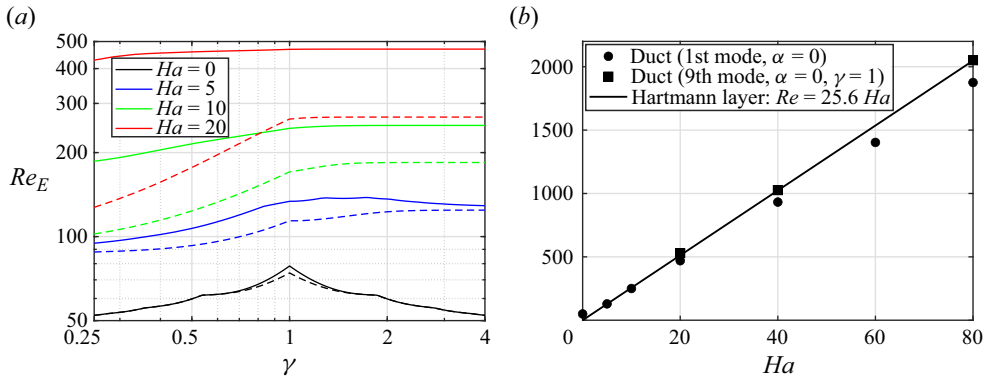 (a)
500
400
300
200
100
50
Re_E
Ha = 0
Ha = 5
Ha = 10
Ha = 20
0.25 0.5 1 2 4
γ
(b)
2000
1500
1000
500
Duct (1st mode, α = 0)
Duct (9th mode, α = 0, γ = 1)
Hartmann layer: Re = 25.6 Ha
0 20 40 60 80
Ha